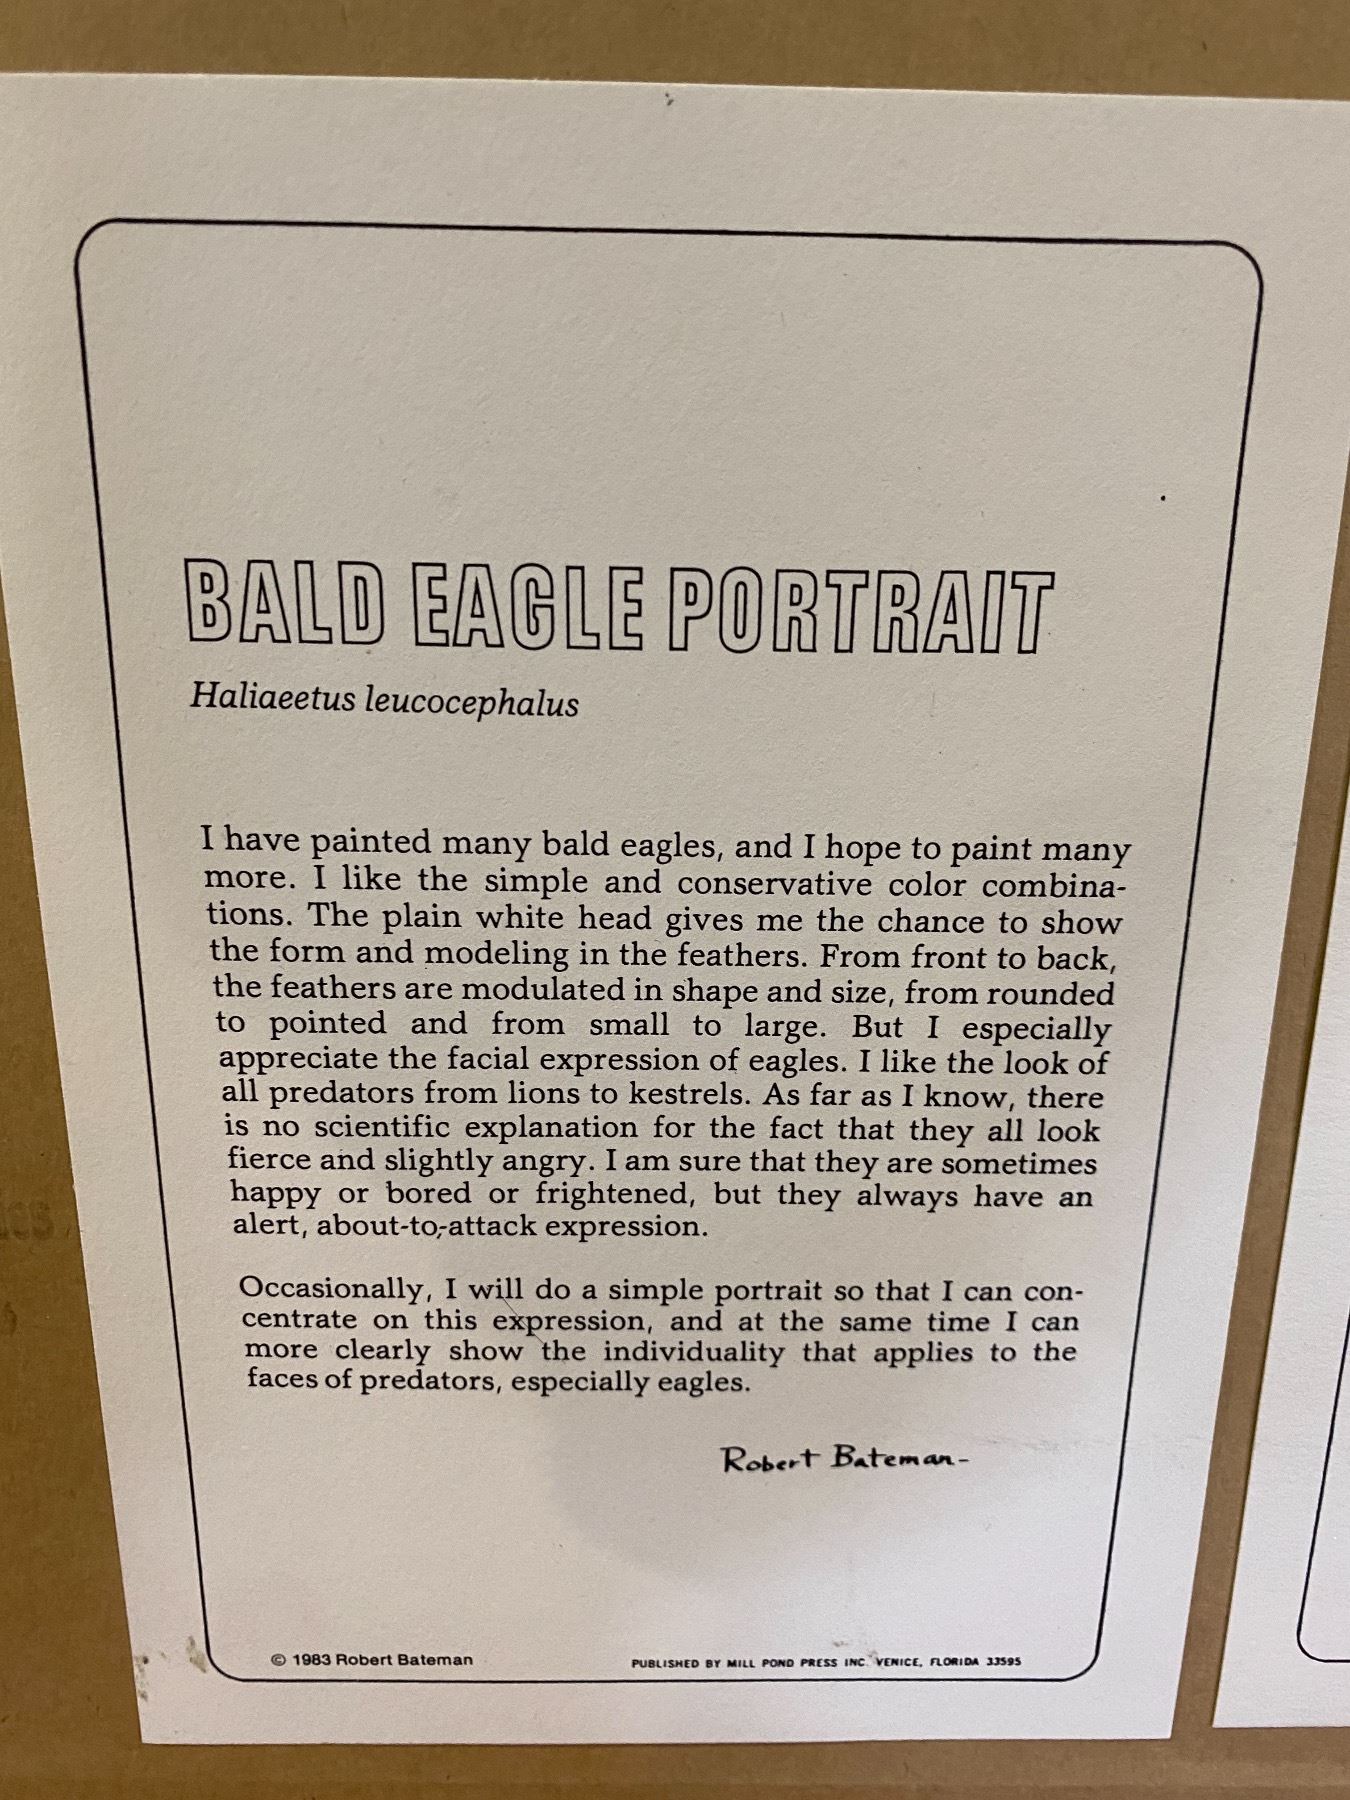 BALD EAGLE PORTRAIT
Haliaeetus leucocephalus
I have painted many bald eagles, and I hope to paint many
more. I like the simple and conservative color combina-
tions. The plain white head gives me the chance to show
the form and modeling in the feathers. From front to back,
the feathers are modulated in shape and size, from rounded
to pointed and from small to large. But I especially
appreciate the facial expression of eagles. I like the look of
all predators from lions to kestrels. As far as I know, there
is no scientific explanation for the fact that they all look
fierce and slightly angry. I am sure that they are sometimes
happy or bored or frightened, but they always have an
alert, about-to-attack expression.
Occasionally, I will do a simple portrait so that I can con-
centrate on this expression, and at the same time I can
more clearly show the individuality that applies to the
faces of predators, especially eagles.
Robert Bateman-
© 1983 Robert Bateman
PUBLISHED BY MILL POND PRESS INC. VENICE, FLORIDA 33595